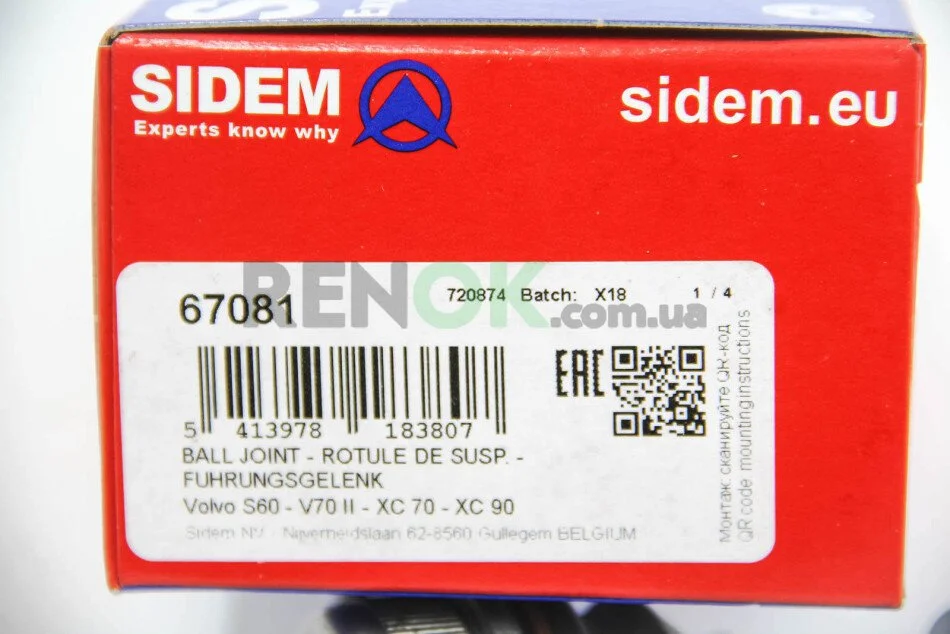 SIDEM
Experts know why
sidem.eu
RENOK.com.ua
67081
720874 Batch: X18 1 / 4
EAC
5 413978 183807
BALL JOINT - ROTULE DE SUSP. -
FUHRUNGSGELENK
Volvo S60 - V70 II - XC 70 - XC 90
Sidem NV - Nijverheidslaan 62-8560 Gullegem BELGIUM
Монтаж: сканируйте QR-код
QR code mounting instructions